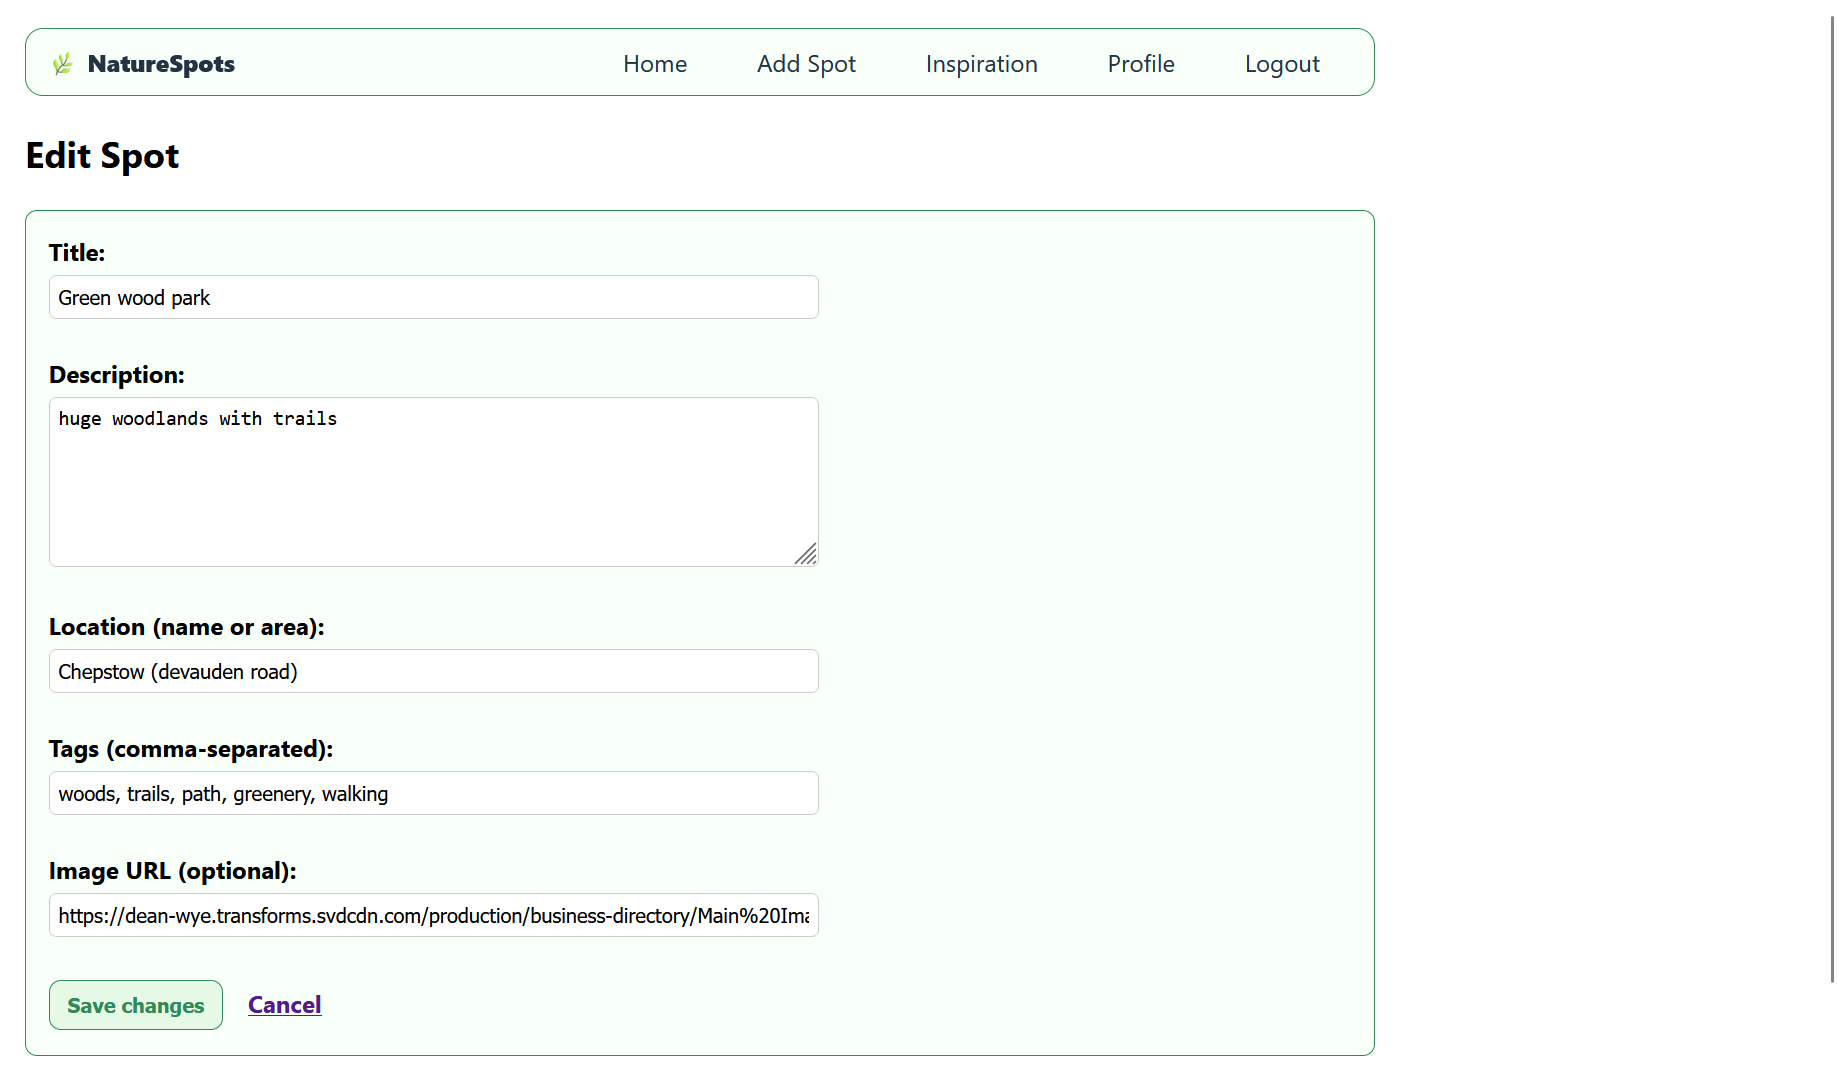 NatureSpots Home Add Spot Inspiration Profile Logout
Edit Spot
Title:
Green wood park
Description:
huge woodlands with trails
Location (name or area):
Chepstow (devauden road)
Tags (comma-separated):
woods, trails, path, greenery, walking
Image URL (optional):
https://dean-wye.transforms.svdcdn.com/production/business-directory/Main%20Ima
Save changes Cancel